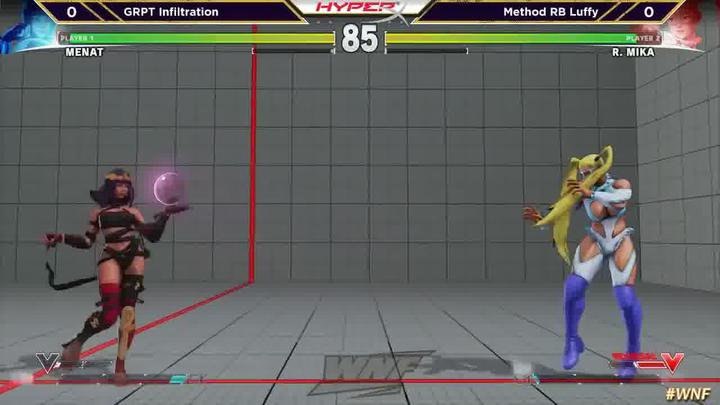 0 GRPT Infiltration HYPER Method RB Luffy 0
PLAYER 1 85 PLAYER 2
MENAT R. MIKA
WNF
#WNF